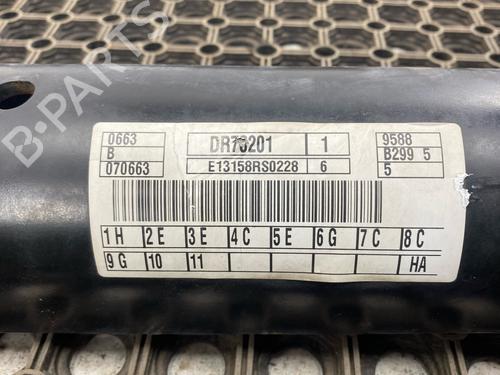 B-PARTS
0663 DR73201 1 9588
B E13158RS0228 6 B299 5
070663 5
1 H 2 E 3 E 4 C 5 E 6 G 7 C 8 C
9 G 10 11 HA